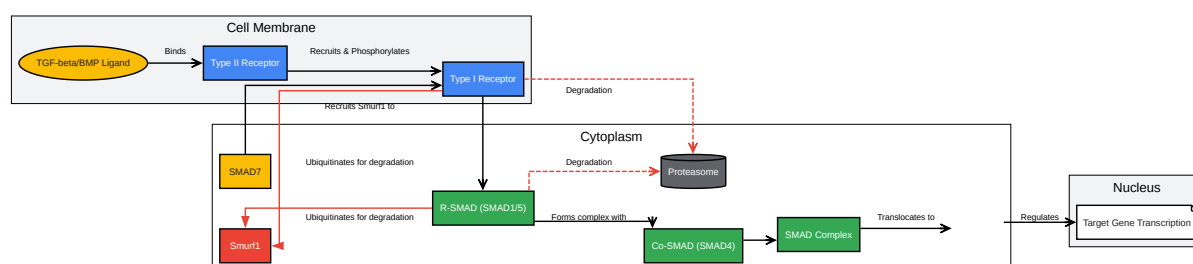 Cell Membrane
TGF-beta/BMP Ligand
Binds
Type II Receptor
Recruits & Phosphorylates
Type I Receptor
Degradation
Recruits Smurf1 to
Cytoplasm
SMAD7
Ubiquitinates for degradation
Degradation
Proteasome
R-SMAD (SMAD1/5)
Ubiquitinates for degradation
Forms complex with
Smurf1
Co-SMAD (SMAD4)
SMAD Complex
Translocates to
Regulates
Nucleus
Target Gene Transcription